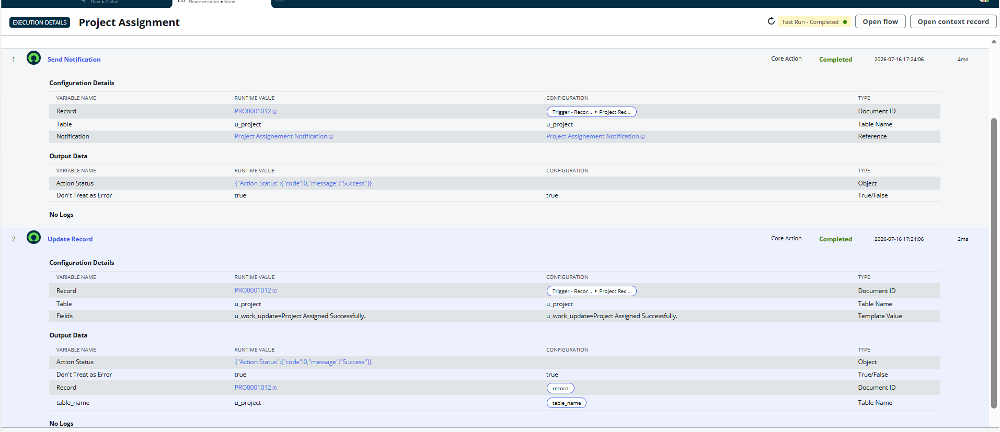 Flow • Global
Flow execution • None
EXECUTION DETAILS Project Assignment Test Run - Completed Open flow Open context record
1 Send Notification Core Action Completed 2026-07-16 17:24:06 4ms
Configuration Details
VARIABLE NAME RUNTIME VALUE CONFIGURATION TYPE
Record PRO0001012 Trigger - Recor... Project Rec... Document ID
Table u_project u_project Table Name
Notification Project Assignement Notification Project Assignement Notification Reference
Output Data
VARIABLE NAME RUNTIME VALUE CONFIGURATION TYPE
Action Status {"Action Status":{"code":0,"message":"Success"}} Object
Don't Treat as Error true true True/False
No Logs
2 Update Record Core Action Completed 2026-07-16 17:24:06 2ms
Configuration Details
VARIABLE NAME RUNTIME VALUE CONFIGURATION TYPE
Record PRO0001012 Trigger - Recor... Project Rec... Document ID
Table u_project u_project Table Name
Fields u_work_update=Project Assigned Successfully. u_work_update=Project Assigned Successfully. Template Value
Output Data
VARIABLE NAME RUNTIME VALUE CONFIGURATION TYPE
Action Status {"Action Status":{"code":0,"message":"Success"}} Object
Don't Treat as Error true true True/False
Record PRO0001012 record Document ID
table_name u_project table_name Table Name
No Logs